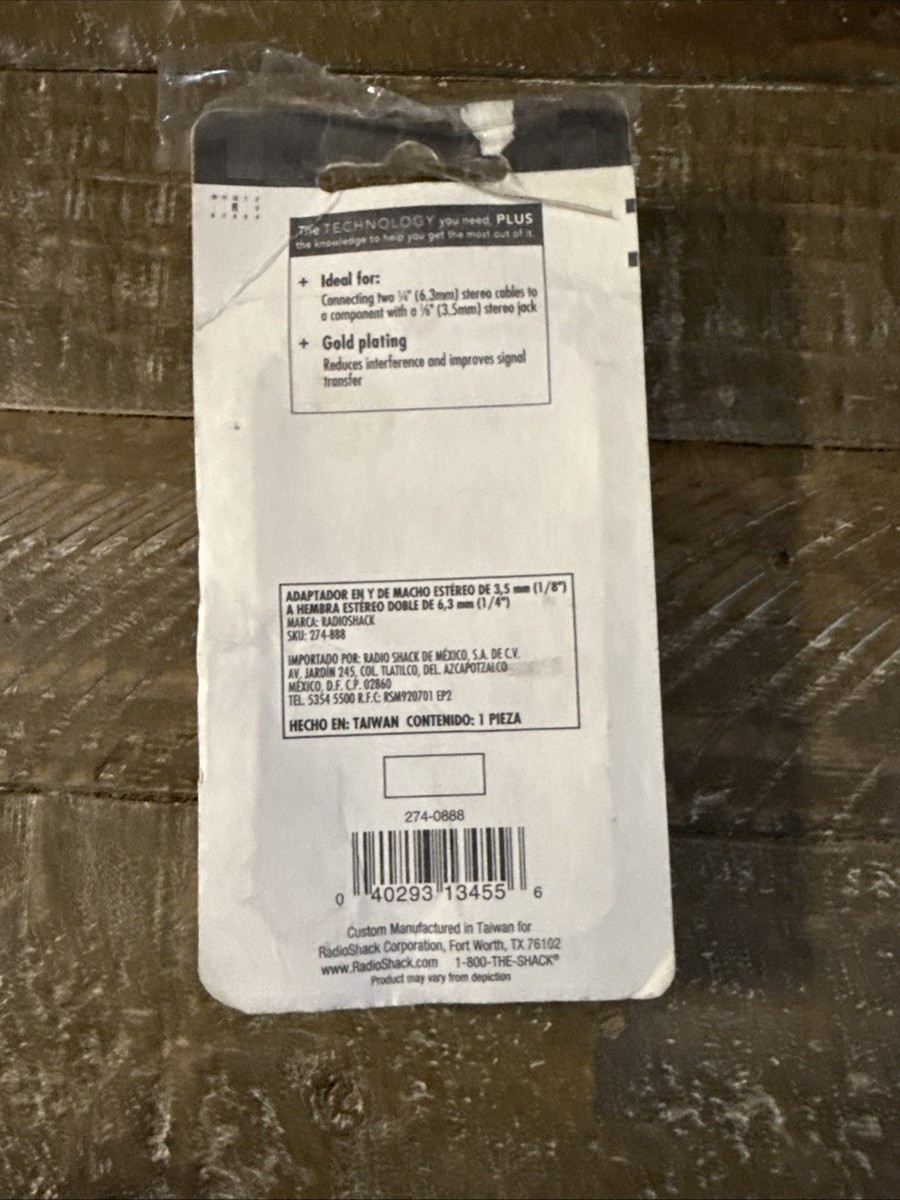 The TECHNOLOGY you need, PLUS
the knowledge to help you get the most out of it.
+ Ideal for:
Connecting two ¼" (6.3mm) stereo cables to
a component with a ⅛" (3.5mm) stereo jack
+ Gold plating
Reduces interference and improves signal
transfer
ADAPTADOR EN Y DE MACHO ESTÉREO DE 3,5 mm (1/8")
A HEMBRA ESTÉREO DOBLE DE 6,3 mm (1/4")
MARCA: RADIOSHACK
SKU: 274-888
IMPORTADO POR: RADIO SHACK DE MÉXICO, S.A. DE C.V.
AV. JARDÍN 245, COL. TLATILCO, DEL. AZCAPOTZALCO
MÉXICO, D.F. C.P. 02860
TEL. 5354 5500 R.F.C: RSM920701 EP2
HECHO EN: TAIWAN CONTENIDO: 1 PIEZA
274-0888
0 40293 13455 6
Custom Manufactured in Taiwan for
RadioShack Corporation, Fort Worth, TX 76102
www.RadioShack.com 1-800-THE-SHACK®
Product may vary from depiction